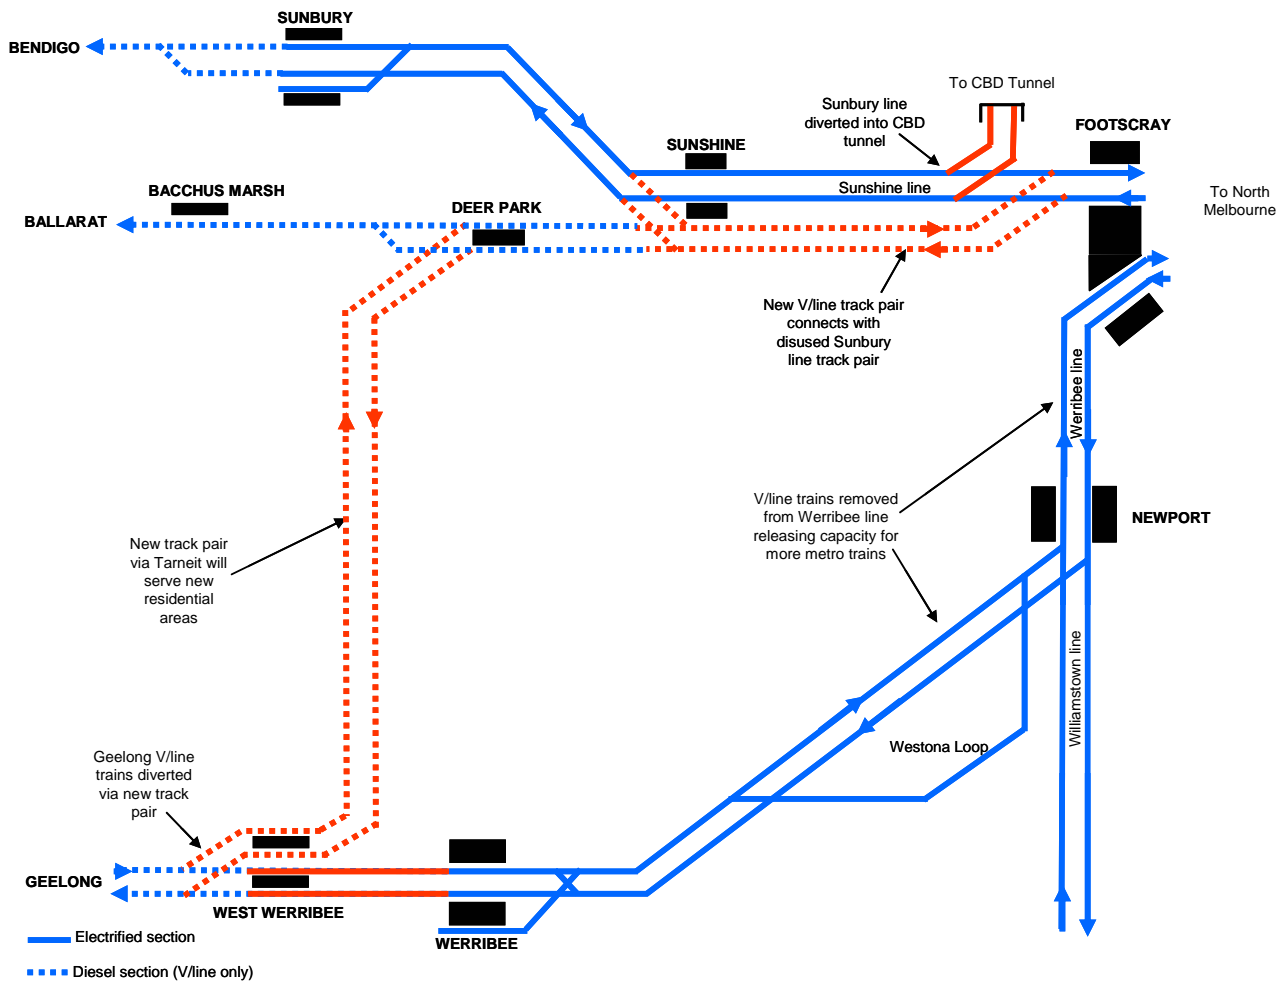 SUNBURY
BENDIGO
To CBD Tunnel
Sunbury line
diverted into CBD
tunnel
FOOTSCRAY
SUNSHINE
BACCHUS MARSH
Sunshine line
To North
Melbourne
DEER PARK
BALLARAT
New V/line track pair
connects with
disused Sunbury
line track pair
Werribee line
V/line trains removed
from Werribee line
releasing capacity for
more metro trains
NEWPORT
New track pair
via Tarneit will
serve new
residential
areas
Williamstown line
Westona Loop
Geelong V/line
trains diverted
via new track
pair
GEELONG
WEST WERRIBEE
WERRIBEE
Electrified section
Diesel section (V/line only)